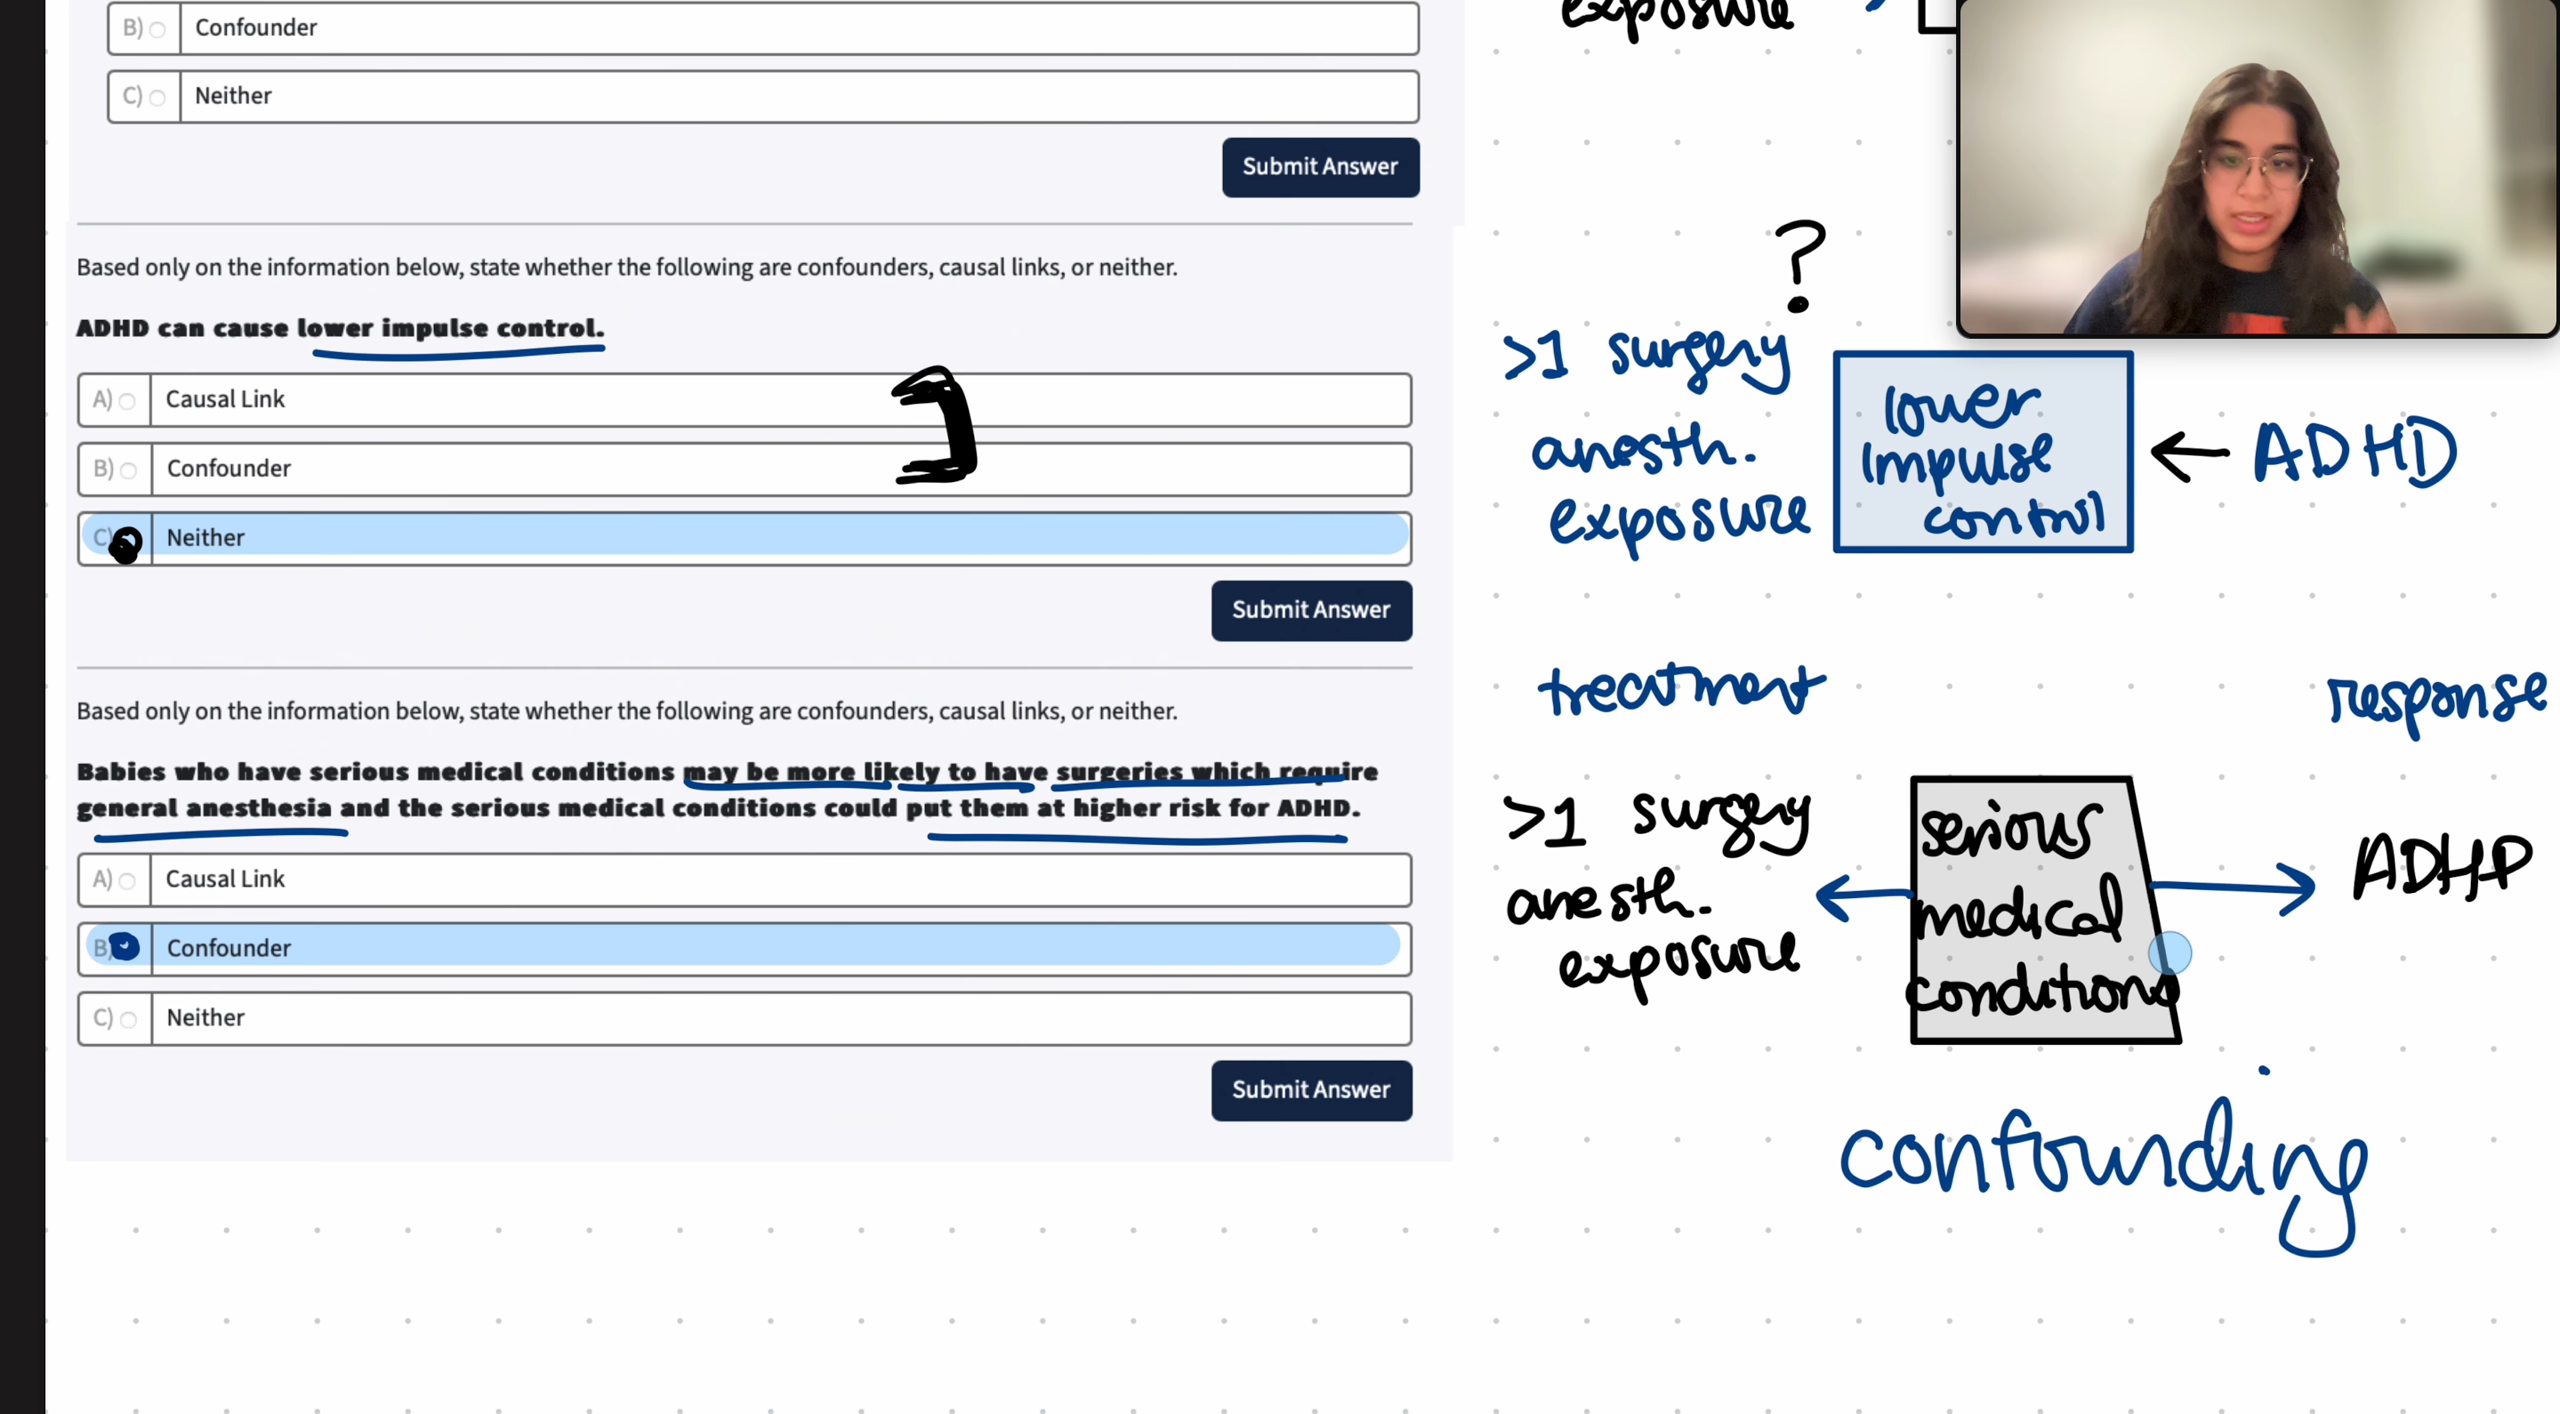 B) Confounder
C) Neither
Submit Answer
Based only on the information below, state whether the following are confounders, causal links, or neither.
ADHD can cause lower impulse control.
A) Causal Link
B) Confounder
C) Neither
Submit Answer
Based only on the information below, state whether the following are confounders, causal links, or neither.
Babies who have serious medical conditions may be more likely to have surgeries which require
general anesthesia and the serious medical conditions could put them at higher risk for ADHD.
A) Causal Link
B) Confounder
C) Neither
Submit Answer
exposure
?
>1 surgery
anesth.
exposure
lower
impulse
control
ADHD
treatment
response
>1 surgery
anesth.
exposure
serious
medical
conditions
ADHD
confounding